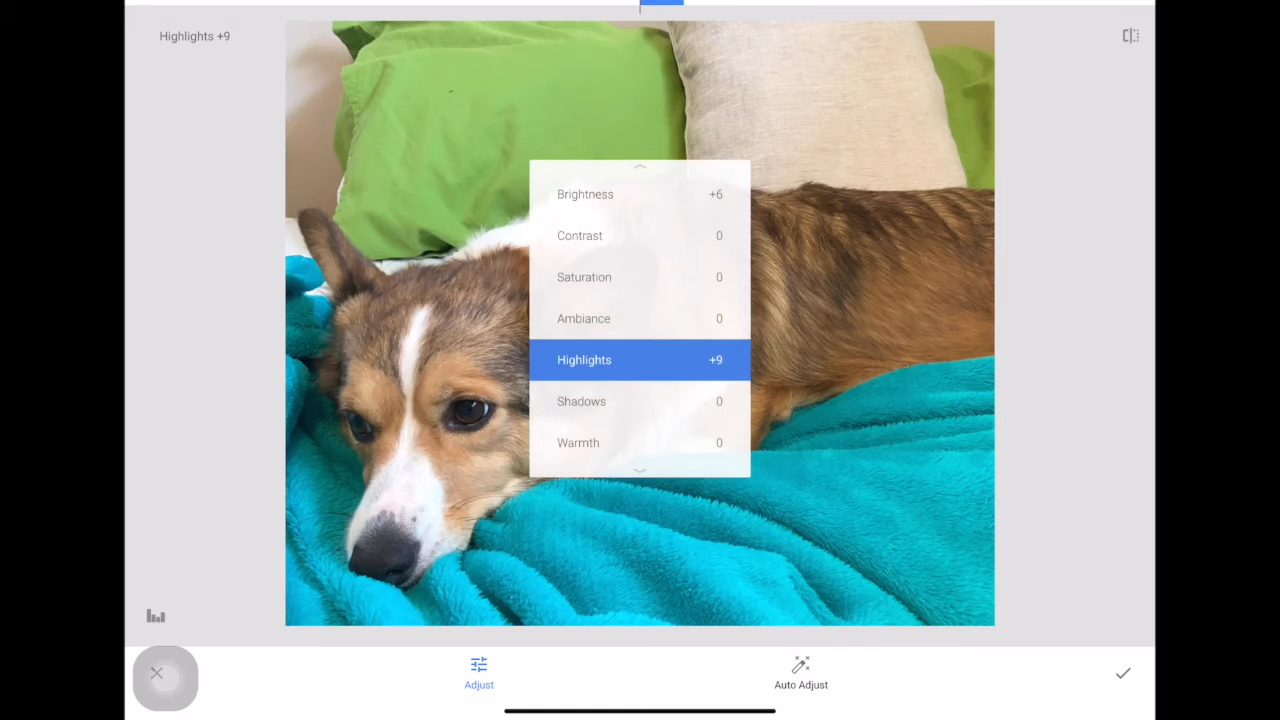 Highlights +9
Brightness +6
Contrast 0
Saturation 0
Ambiance 0
Highlights +9
Shadows 0
Warmth 0
Adjust
Auto Adjust